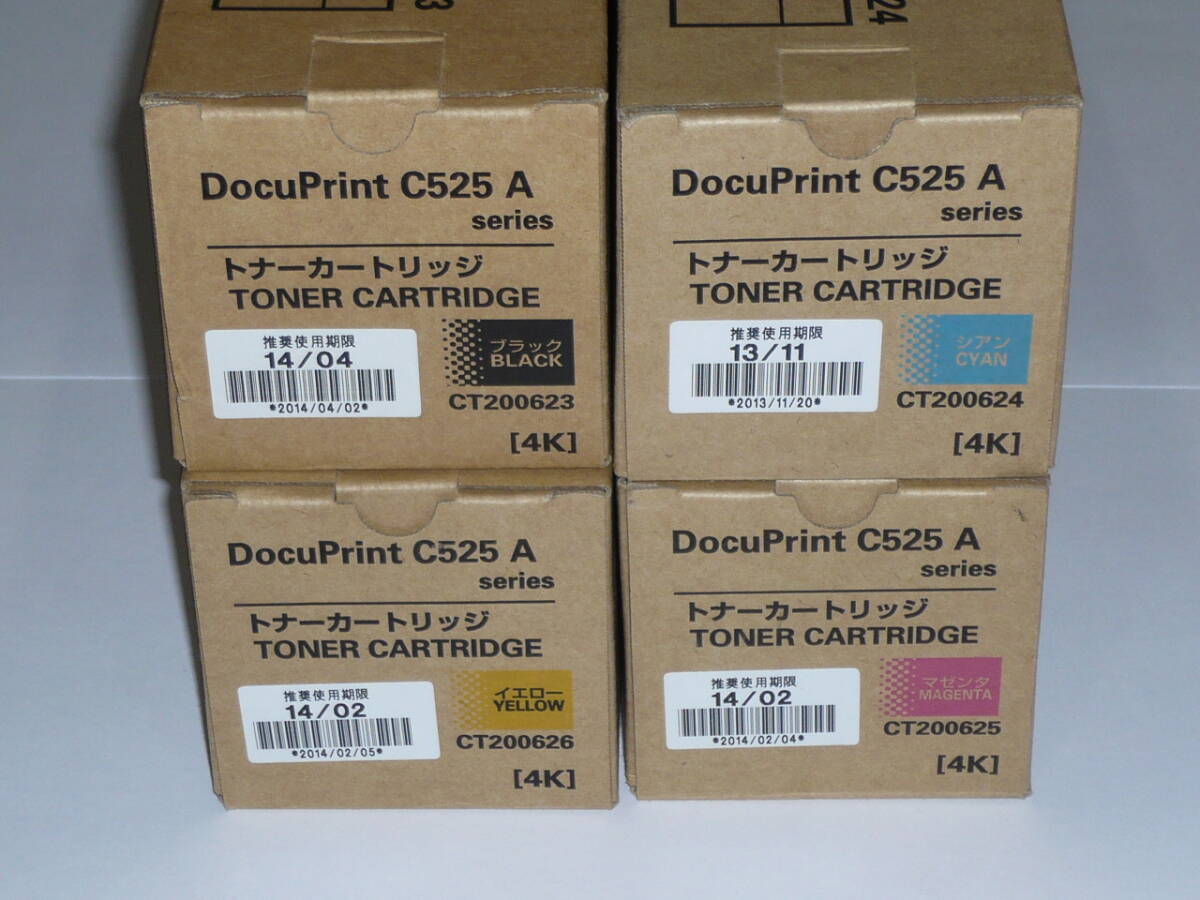 3
DocuPrint C525 A
series
トナーカートリッジ
TONER CARTRIDGE
推奨使用期限
14/04
*2014/04/02*
ブラック
BLACK
CT200623
[4K]
24
DocuPrint C525 A
series
トナーカートリッジ
TONER CARTRIDGE
推奨使用期限
13/11
*2013/11/20*
シアン
CYAN
CT200624
[4K]
DocuPrint C525 A
series
トナーカートリッジ
TONER CARTRIDGE
推奨使用期限
14/02
*2014/02/05*
イエロー
YELLOW
CT200626
[4K]
DocuPrint C525 A
series
トナーカートリッジ
TONER CARTRIDGE
推奨使用期限
14/02
*2014/02/04*
マゼンタ
MAGENTA
CT200625
[4K]